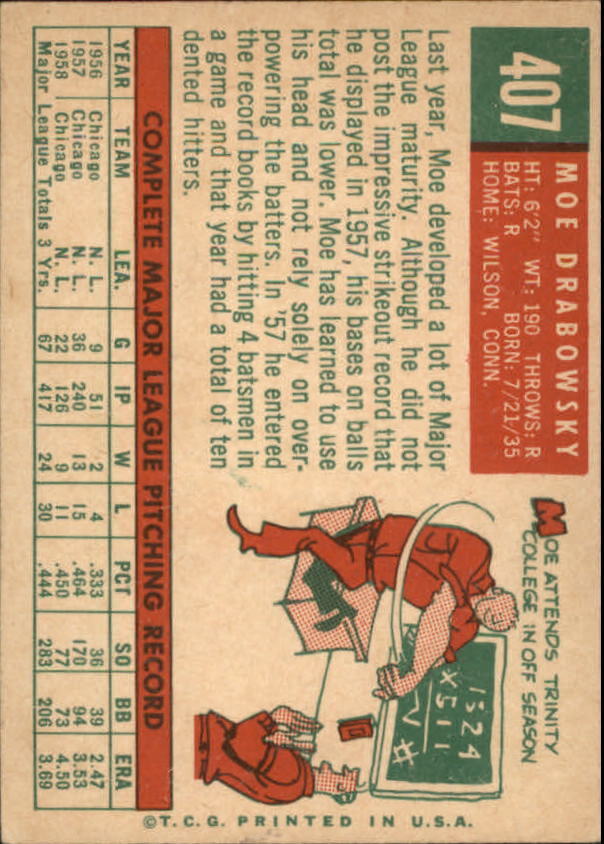 407
MOE DRABOWSKY
HT: 6'2" WT: 190 THROWS: R
BATS: R BORN: 7/21/35
HOME: WILSON, CONN.
Last year, Moe developed a lot of Major
League maturity. Although he did not
post the impressive strikeout record that
he displayed in 1957, his bases on balls
total was lower. Moe has learned to use
his head and not rely solely on over-
powering the batters. In '57 he entered
the record books by hitting 4 batsmen in
a game and that year had a total of ten
dented hitters.
MOE ATTENDS TRINITY
COLLEGE IN OFF SEASON
1524
X511
COMPLETE MAJOR LEAGUE PITCHING RECORD
YEAR TEAM LEA. G IP W L PCT SO BB ERA
1956 Chicago N. L. 9 51 2 4 .333 36 39 2.47
1957 Chicago N. L. 36 240 13 15 .464 170 94 3.53
1958 Chicago N. L. 22 126 9 11 .450 77 73 4.50
Major League Totals 3 Yrs. 67 417 24 30 .444 283 206 3.69
©T.C.G. PRINTED IN U.S.A.